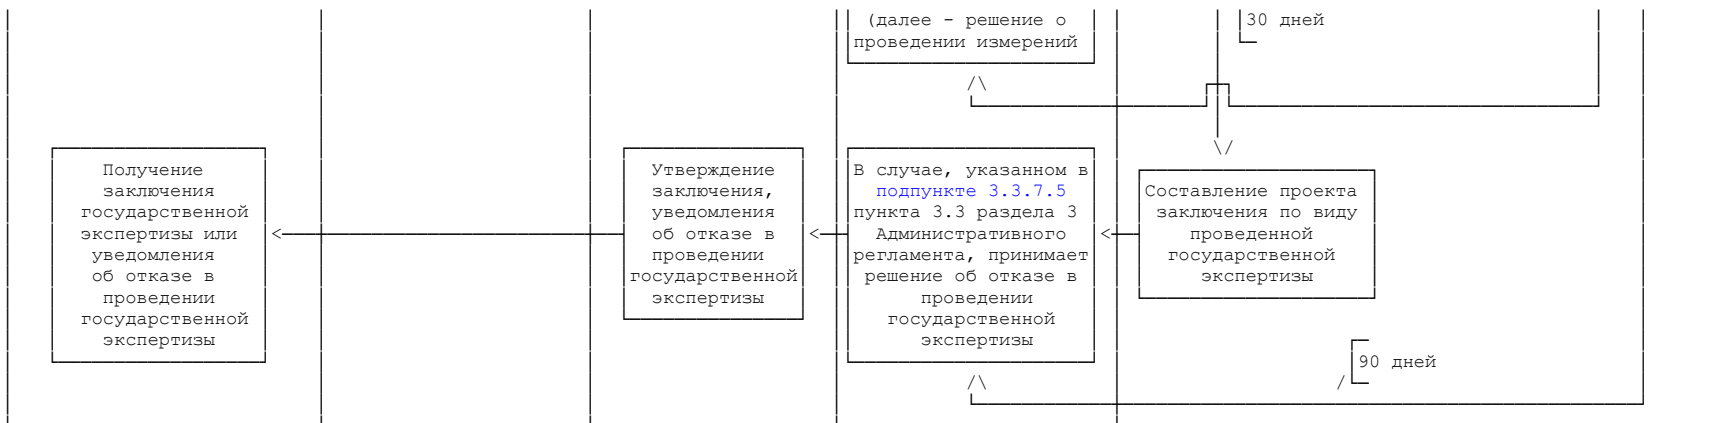 (далее - решение о
проведении измерений
30 дней
Получение
заключения
государственной
экспертизы или
уведомления
об отказе в
проведении
государственной
экспертизы
Утверждение
заключения,
уведомления
об отказе в
проведении
государственной
экспертизы
В случае, указанном в
подпункте 3.3.7.5
пункта 3.3 раздела 3
Административного
регламента, принимает
решение об отказе в
проведении
государственной
экспертизы
Составление проекта
заключения по виду
проведенной
государственной
экспертизы
90 дней